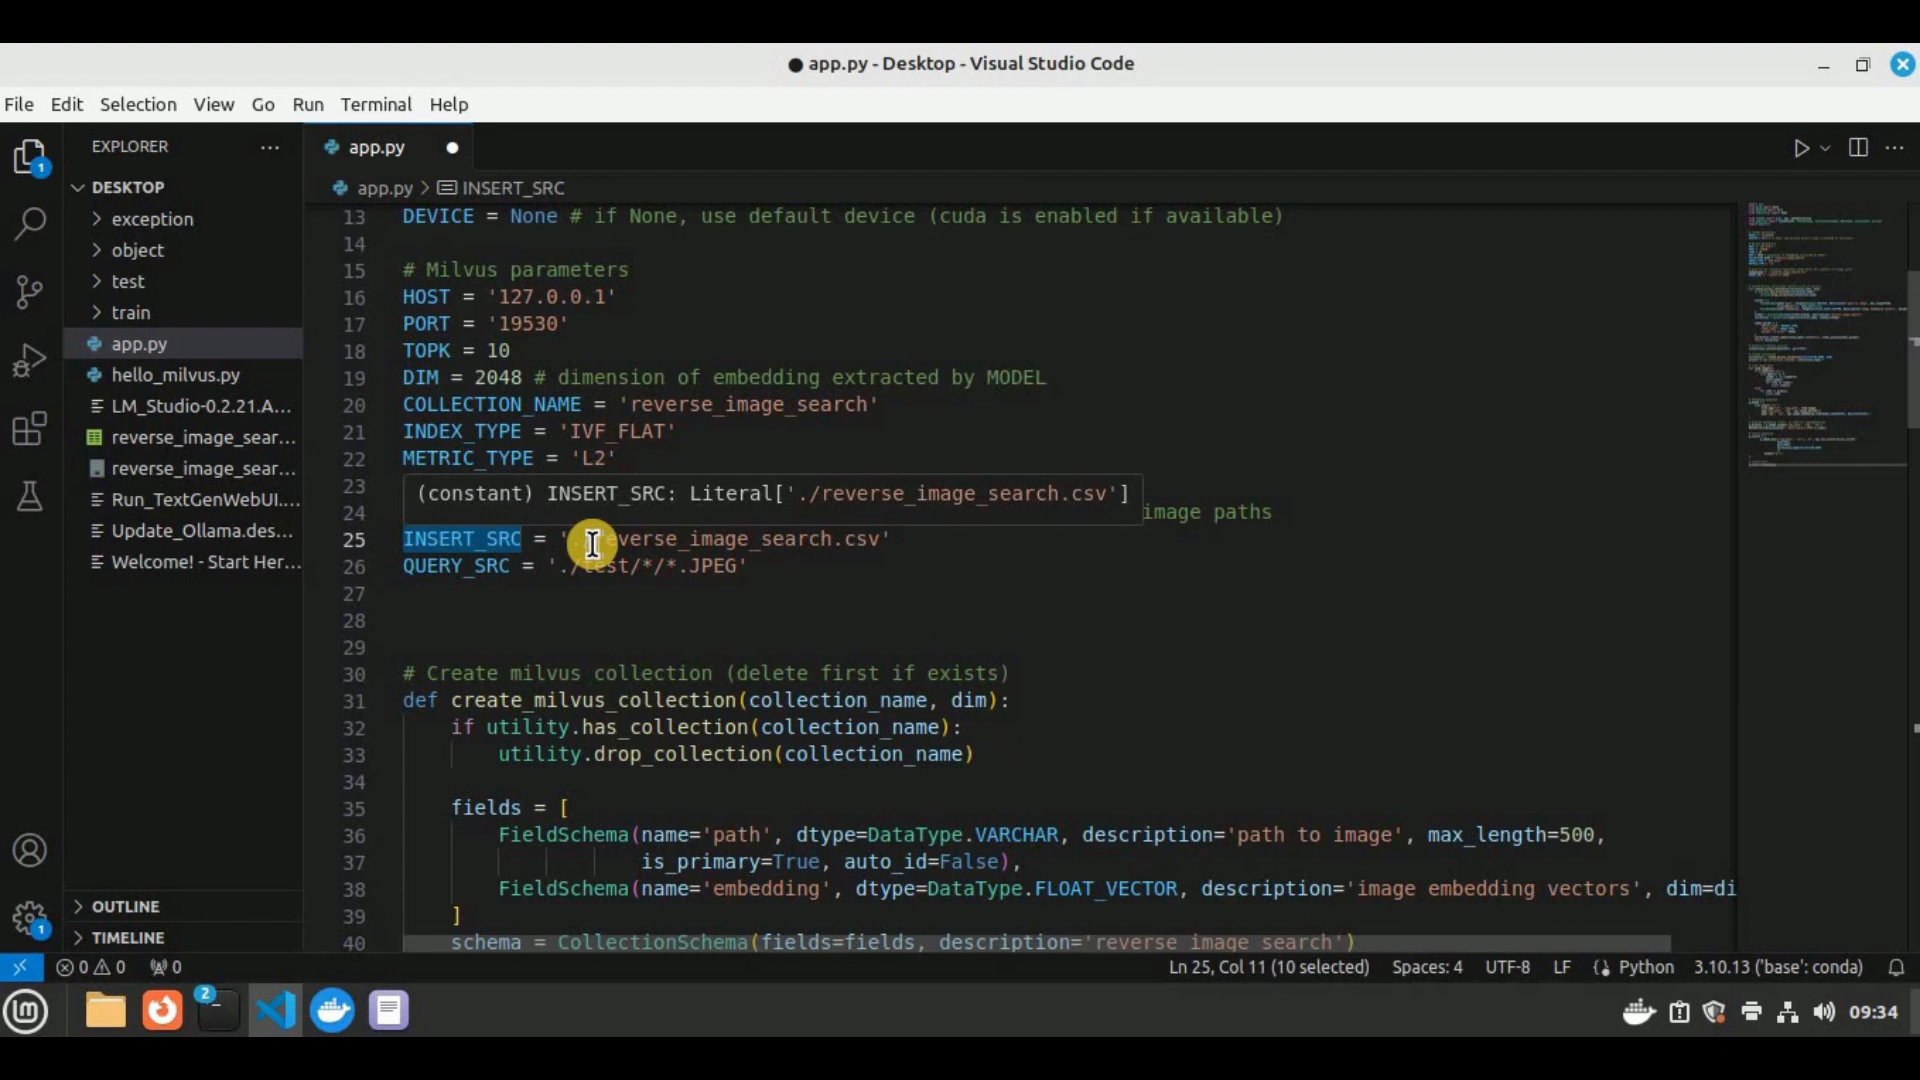 app.py - Desktop - Visual Studio Code
File Edit Selection View Go Run Terminal Help
1
EXPLORER
DESKTOP
exception
object
test
train
app.py
hello_milvus.py
LM_Studio-0.2.21.A...
reverse_image_sear...
reverse_image_sear...
Run_TextGenWebUI....
Update_Ollama.des...
Welcome! - Start Her...
OUTLINE
TIMELINE
1
app.py
app.py > INSERT_SRC
13 DEVICE = None # if None, use default device (cuda is enabled if available)
14
15 # Milvus parameters
16 HOST = '127.0.0.1'
17 PORT = '19530'
18 TOPK = 10
19 DIM = 2048 # dimension of embedding extracted by MODEL
20 COLLECTION_NAME = 'reverse_image_search'
21 INDEX_TYPE = 'IVF_FLAT'
22 METRIC_TYPE = 'L2'
23
(constant) INSERT_SRC: Literal['./reverse_image_search.csv']
24 image paths
25 INSERT_SRC = './reverse_image_search.csv'
26 QUERY_SRC = './test/*/*.JPEG'
27
28
29
30 # Create milvus collection (delete first if exists)
31 def create_milvus_collection(collection_name, dim):
32 if utility.has_collection(collection_name):
33 utility.drop_collection(collection_name)
34
35 fields = [
36 FieldSchema(name='path', dtype=DataType.VARCHAR, description='path to image', max_length=500,
37 is_primary=True, auto_id=False),
38 FieldSchema(name='embedding', dtype=DataType.FLOAT_VECTOR, description='image embedding vectors', dim=di
39 ]
40 schema = CollectionSchema(fields=fields, description='reverse image search')
0 0 0 Ln 25, Col 11 (10 selected) Spaces: 4 UTF-8 LF Python 3.10.13 ('base': conda)
lm 2 09:34